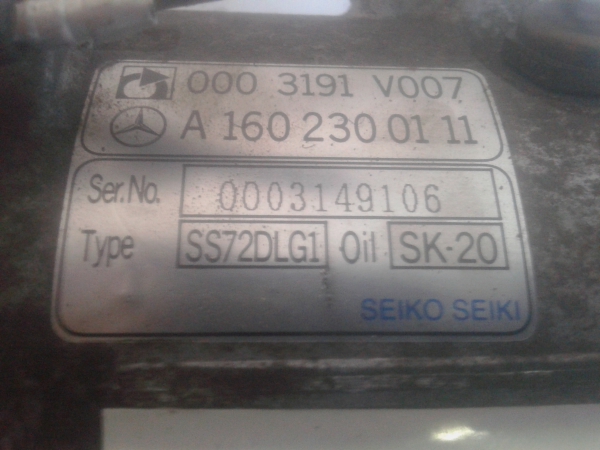 000 3191 V007
A 160 230 01 11
Ser.No. 0003149106
Type SS72DLG1 Oil SK-20
SEIKO SEIKI